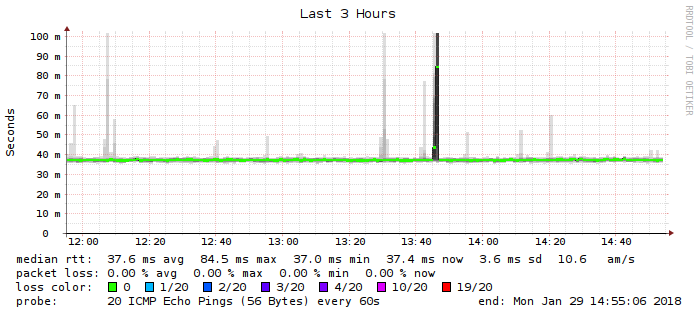 Last 3 Hours
RRDTOOL / TOBI OETIKER
Seconds
100 m
90 m
80 m
70 m
60 m
50 m
40 m
30 m
20 m
10 m
0
12:00 12:20 12:40 13:00 13:20 13:40 14:00 14:20 14:40
median rtt: 37.6 ms avg 84.5 ms max 37.0 ms min 37.4 ms now 3.6 ms sd 10.6 am/s
packet loss: 0.00 % avg 0.00 % max 0.00 % min 0.00 % now
loss color: 0 1/20 2/20 3/20 4/20 10/20 19/20
probe: 20 ICMP Echo Pings (56 Bytes) every 60s end: Mon Jan 29 14:55:06 2018